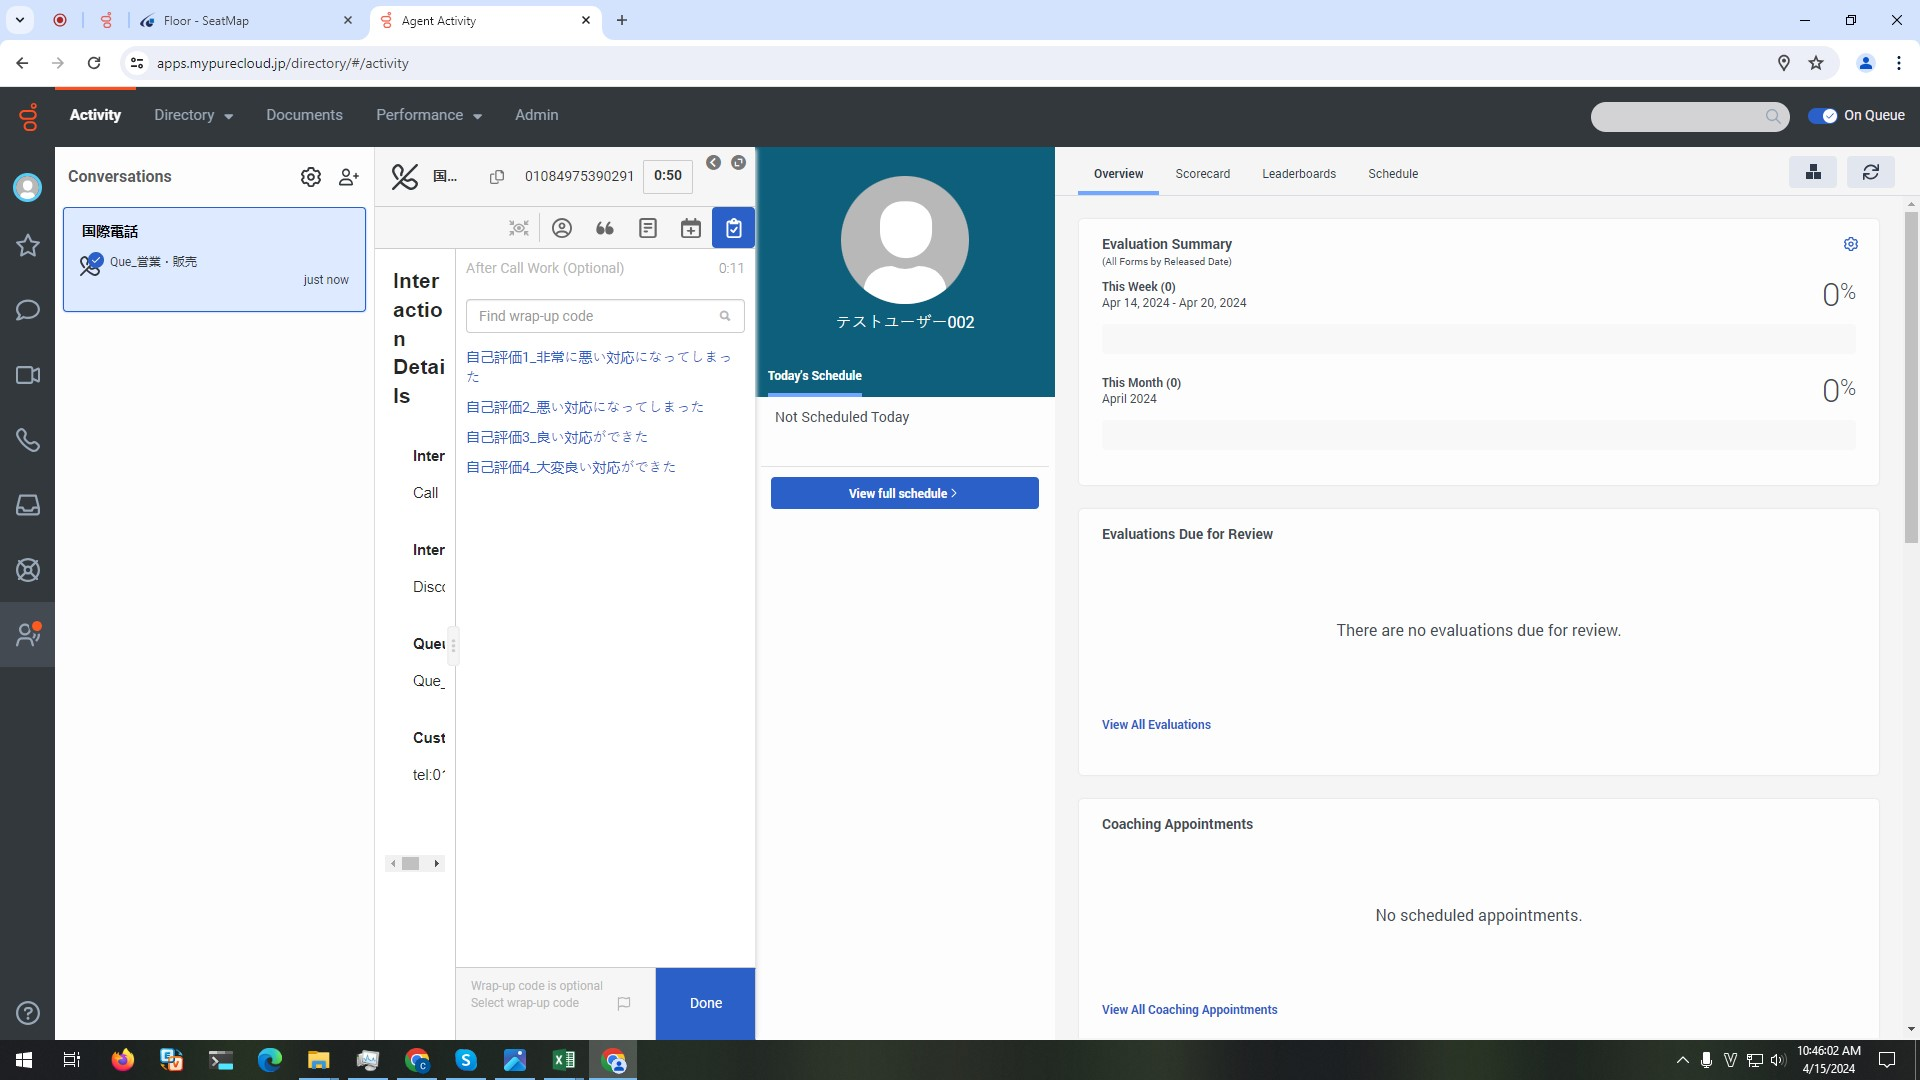 Floor - SeatMap
Agent Activity
apps.mypurecloud.jp/directory/#/activity
Activity
Directory
Documents
Performance
Admin
On Queue
Conversations
国際電話
Que_営業・販売
just now
国...
01084975390291
0:50
Inter
actio
n
Detai
ls
Inter
Call
Inter
Disc
Queu
Que_
Cust
tel:01
After Call Work (Optional)
0:11
Find wrap-up code
自己評価1_非常に悪い対応になってしまっ
た
自己評価2_悪い対応になってしまった
自己評価3_良い対応ができた
自己評価4_大変良い対応ができた
Wrap-up code is optional
Select wrap-up code
Done
テストユーザー002
Today's Schedule
Not Scheduled Today
View full schedule
Overview
Scorecard
Leaderboards
Schedule
Evaluation Summary
(All Forms by Released Date)
This Week (0)
Apr 14, 2024 - Apr 20, 2024
0%
This Month (0)
April 2024
0%
Evaluations Due for Review
There are no evaluations due for review.
View All Evaluations
Coaching Appointments
No scheduled appointments.
View All Coaching Appointments
10:46:02 AM
4/15/2024